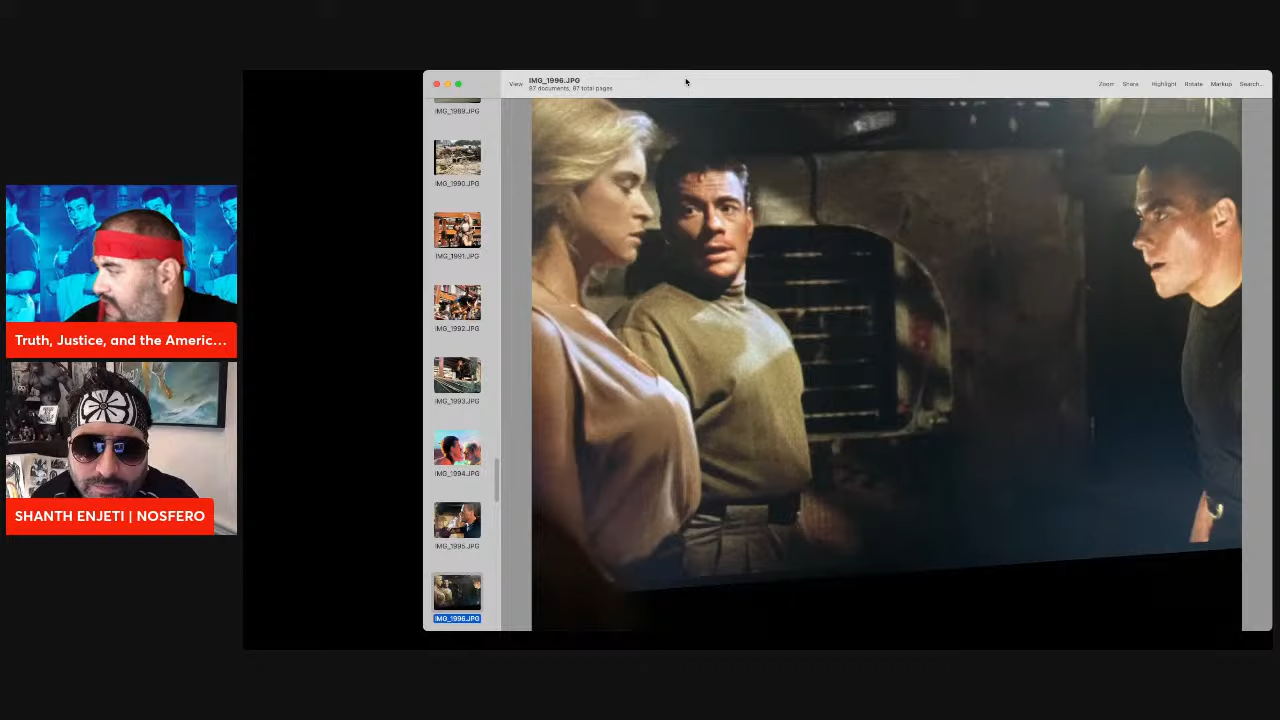 View
IMG_1996.JPG
97 documents, 97 total pages
Zoom
Share
Highlight
Rotate
Markup
Search...
IMG_1989.JPG
IMG_1990.JPG
IMG_1991.JPG
IMG_1992.JPG
IMG_1993.JPG
IMG_1994.JPG
IMG_1995.JPG
IMG_1996.JPG
Truth, Justice, and the Americ...
SHANTH ENJETI | NOSFERO